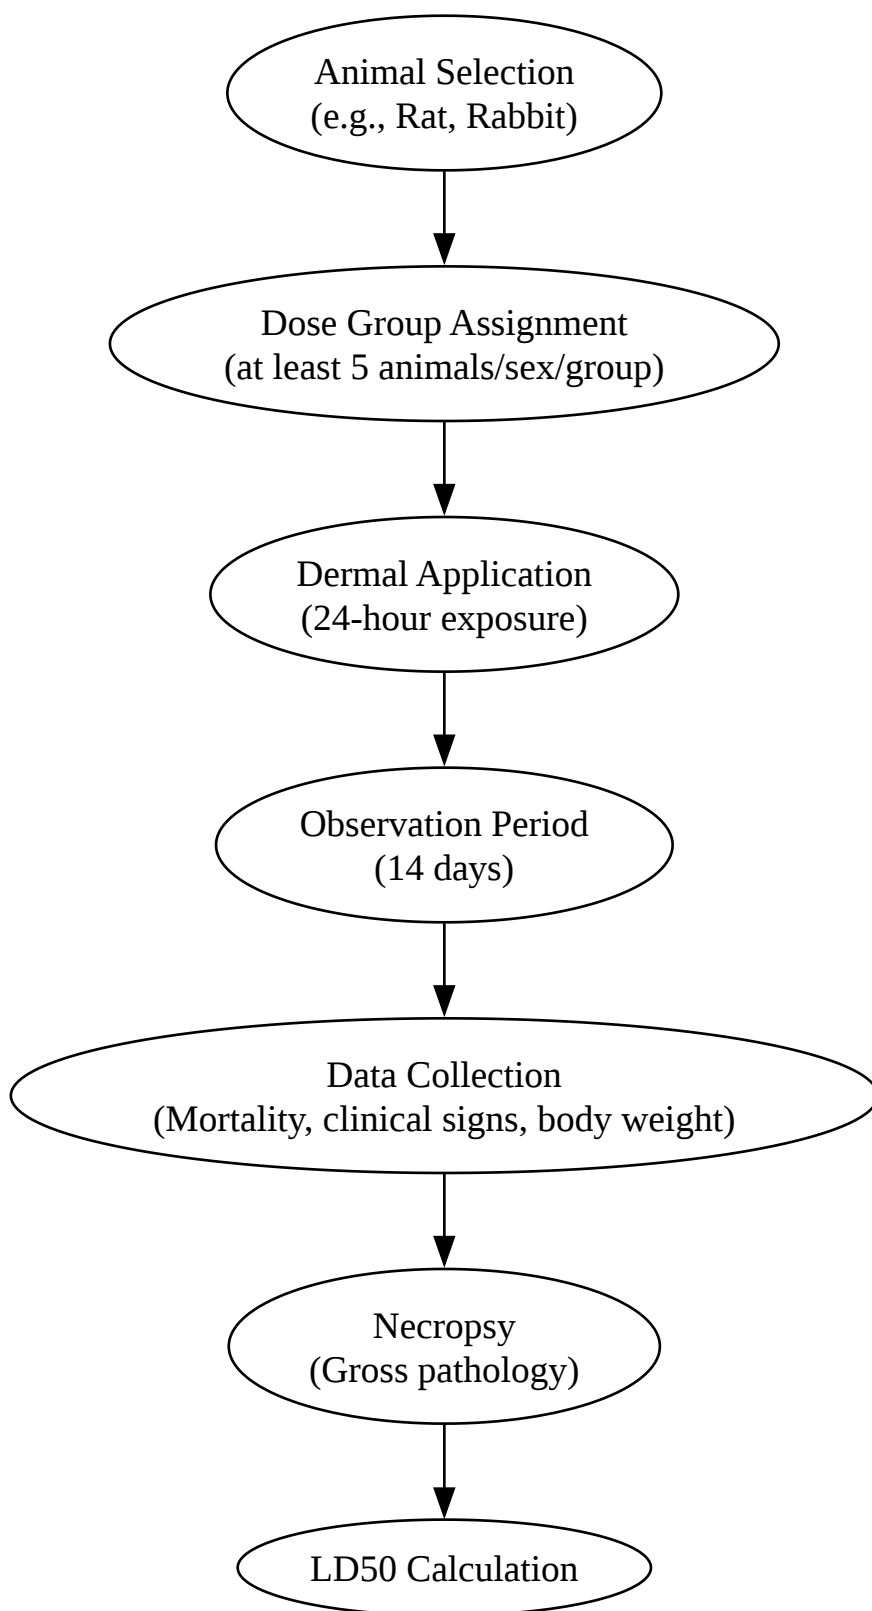 Animal Selection
(e.g., Rat, Rabbit)
Dose Group Assignment
(at least 5 animals/sex/group)
Dermal Application
(24-hour exposure)
Observation Period
(14 days)
Data Collection
(Mortality, clinical signs, body weight)
Necropsy
(Gross pathology)
LD50 Calculation